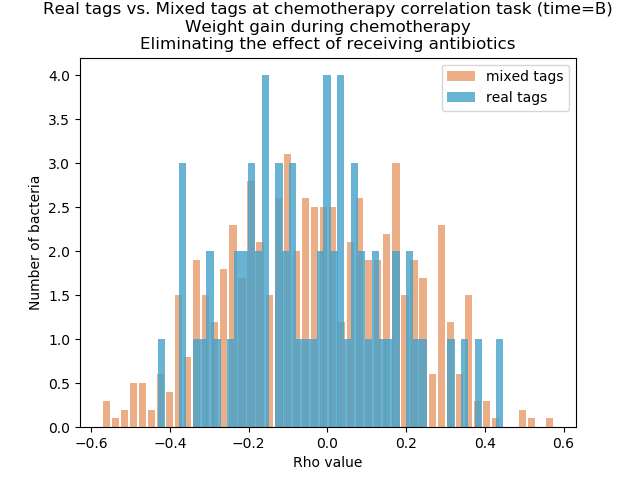 Real tags vs. Mixed tags at chemotherapy correlation task (time=B)
Weight gain during chemotherapy
Eliminating the effect of receiving antibiotics
mixed tags
real tags
Number of bacteria
4.0
3.5
3.0
2.5
2.0
1.5
1.0
0.5
0.0
−0.6 −0.4 −0.2 0.0 0.2 0.4 0.6
Rho value